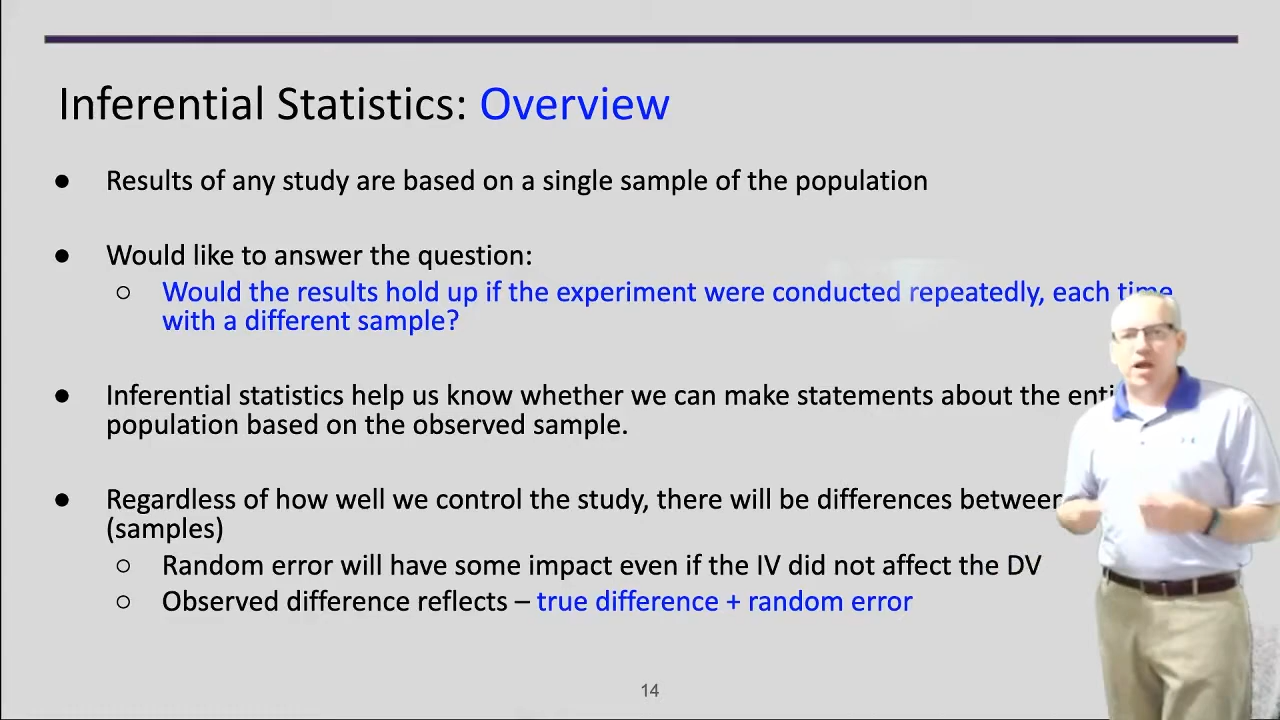 Inferential Statistics: Overview
● Results of any study are based on a single sample of the population
● Would like to answer the question:
○ Would the results hold up if the experiment were conducted repeatedly, each time
with a different sample?
● Inferential statistics help us know whether we can make statements about the
population based on the observed sample.
● Regardless of how well we control the study, there will be differences between
(samples)
○ Random error will have some impact even if the IV did not affect the DV
○ Observed difference reflects – true difference + random error
14